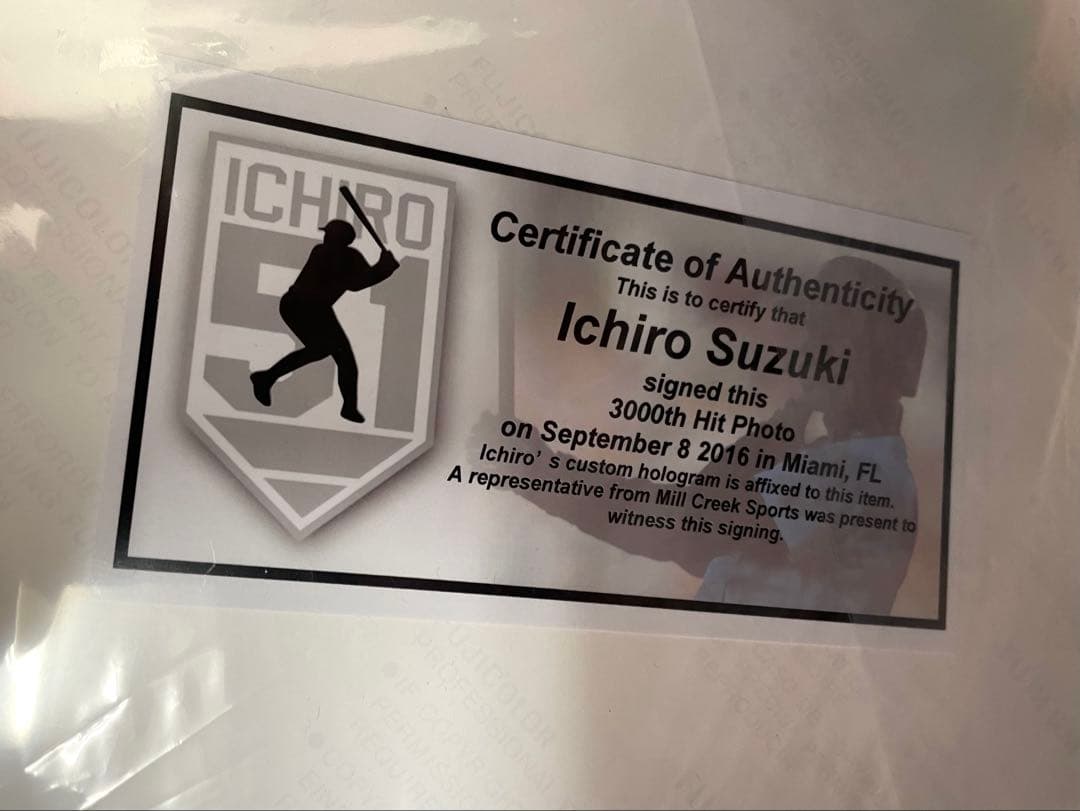 ICHIRO
51
Certificate of Authenticity
This is to certify that
Ichiro Suzuki
signed this
3000th Hit Photo
on September 8 2016 in Miami, FL
Ichiro’ s custom hologram is affixed to this item.
A representative from Mill Creek Sports was present to
witness this signing.
FUJICOLOR
PROFESSIONAL